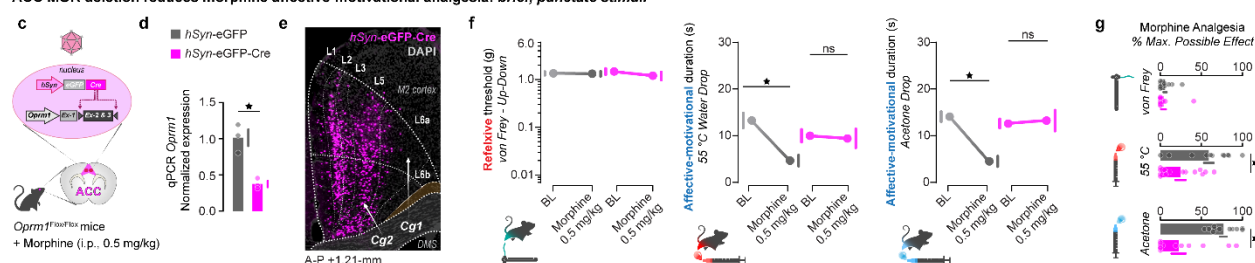 ACC MOR deletion reduces morphine affective-motivational analgesia: brief, punctate stimuli
c
nucleus
hSyn
eGFP
Cre
Oprm1
Ex-1
Ex-2 & 3
ACC
Oprm1Flox/Flox mice
+ Morphine (i.p., 0.5 mg/kg)
d
hSyn-eGFP
hSyn-eGFP-Cre
qPCR Oprm1
Normalized expression
1.5
1.0
0.5
0.0
★
e
hSyn-eGFP-Cre
DAPI
L1
L2
L3
L5
M2 cortex
L6a
L6b
Cg1
Cg2
DMS
A-P +1.21-mm
f
Refelxive threshold (g)
von Frey - Up-Down
10.0
1.0
0.1
0.01
BL
Morphine
0.5 mg/kg
BL
Morphine
0.5 mg/kg
Affective-motivational duration (s)
55 °C Water Drop
30
20
10
0
★
ns
BL
Morphine
0.5 mg/kg
BL
Morphine
0.5 mg/kg
Affective-motivational duration (s)
Acetone Drop
30
20
10
0
★
ns
BL
Morphine
0.5 mg/kg
BL
Morphine
0.5 mg/kg
g
Morphine Analgesia
% Max. Possible Effect
0
50
100
von Frey
0
50
100
55 °C
0
50
100
Acetone